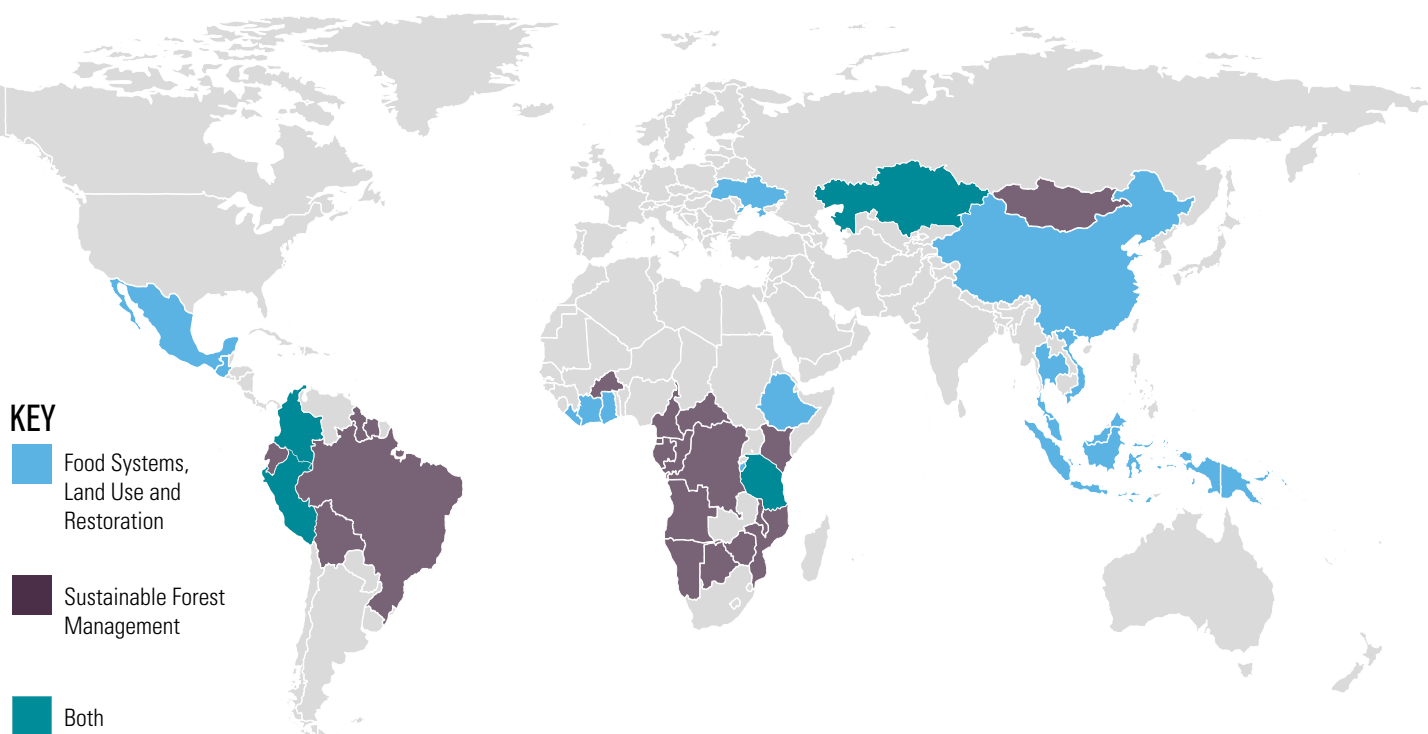 KEY
Food Systems,
Land Use and
Restoration
Sustainable Forest
Management
Both